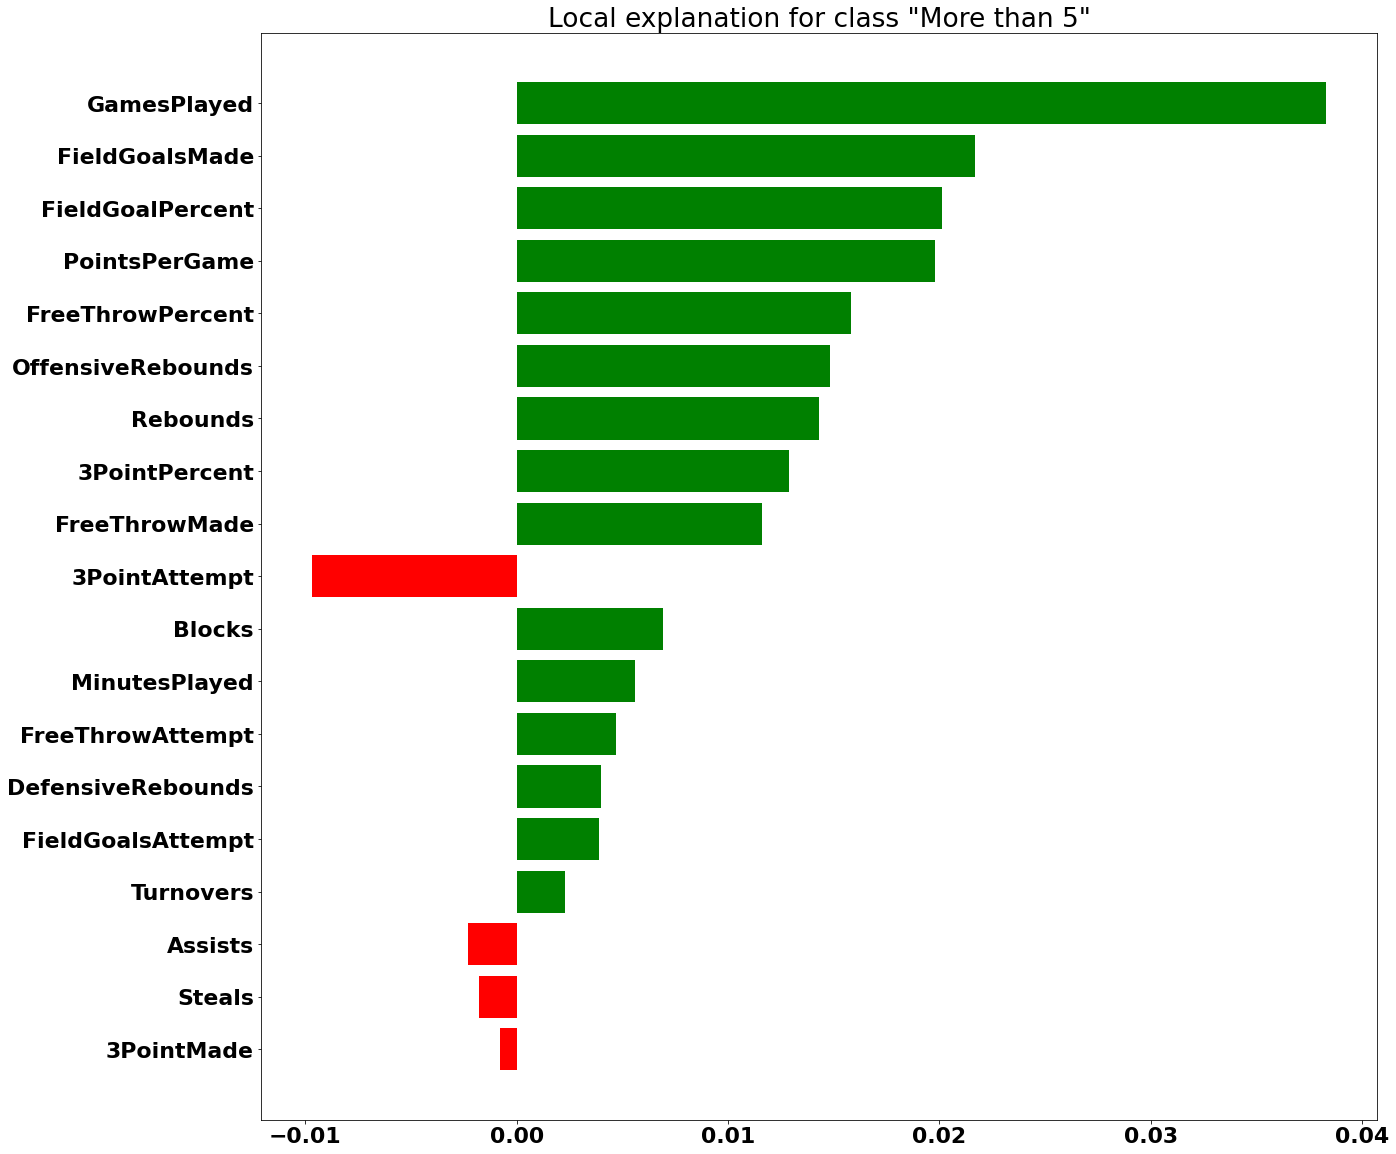 Local explanation for class "More than 5"
GamesPlayed
FieldGoalsMade
FieldGoalPercent
PointsPerGame
FreeThrowPercent
OffensiveRebounds
Rebounds
3PointPercent
FreeThrowMade
3PointAttempt
Blocks
MinutesPlayed
FreeThrowAttempt
DefensiveRebounds
FieldGoalsAttempt
Turnovers
Assists
Steals
3PointMade
−0.01 0.00 0.01 0.02 0.03 0.04